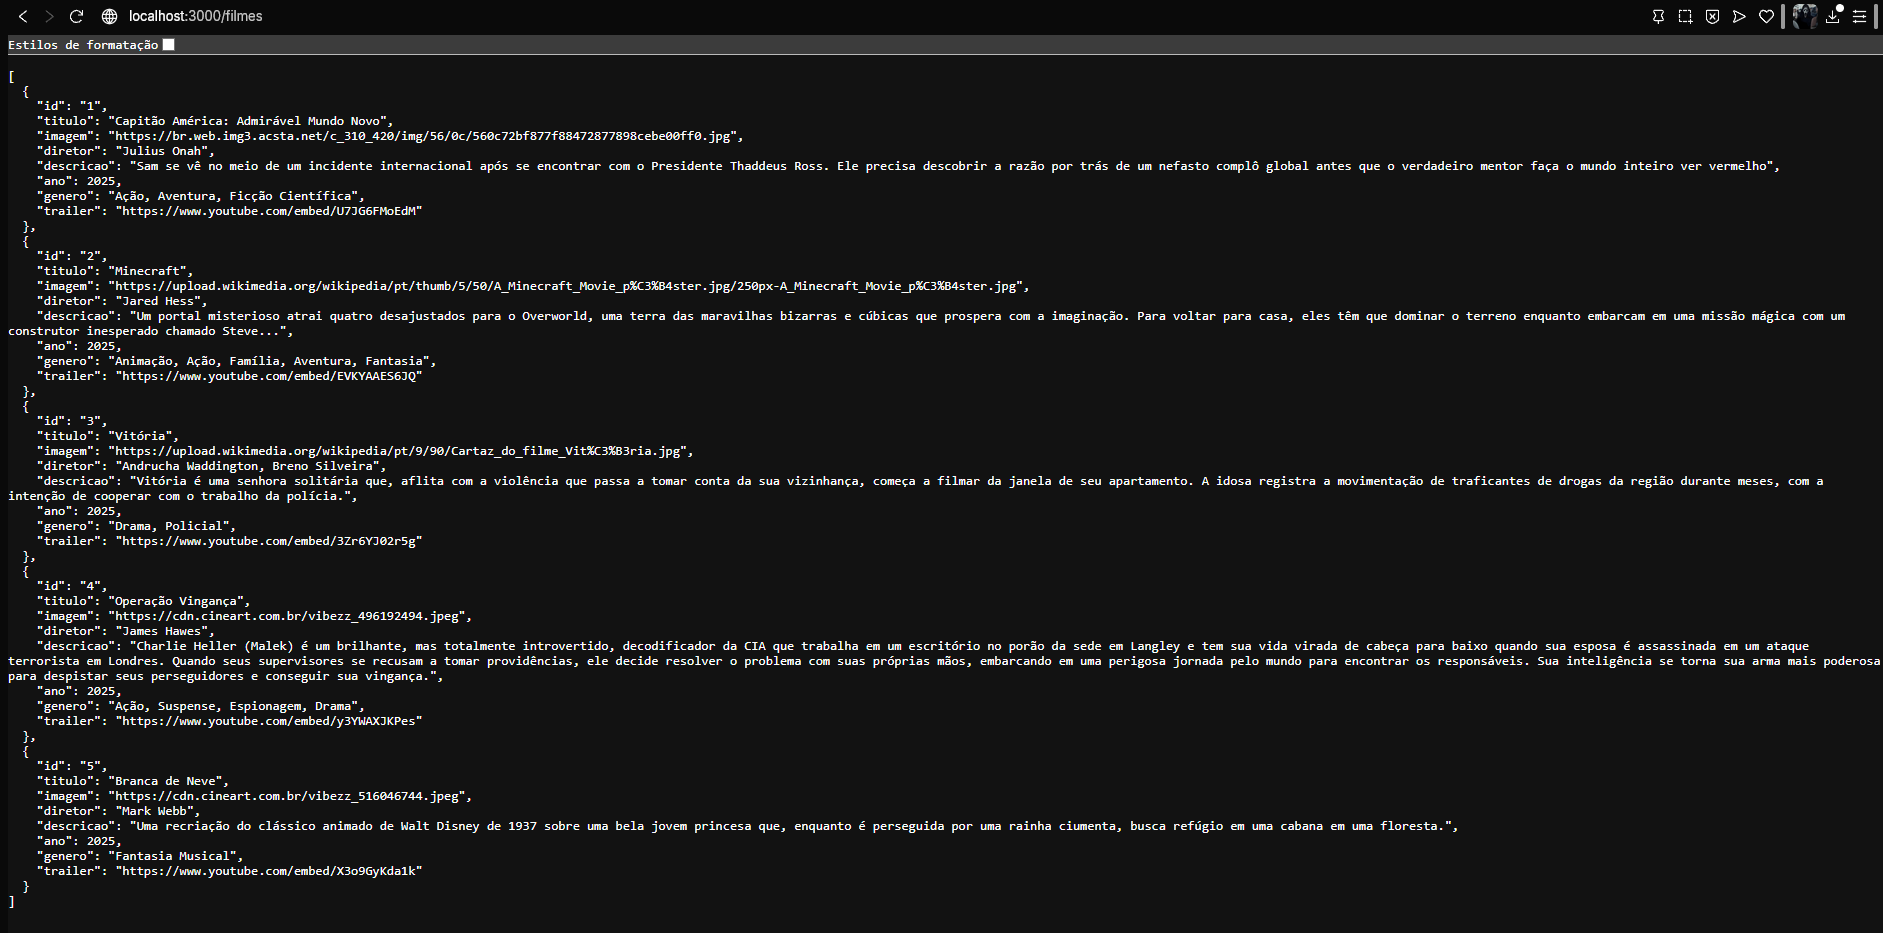 localhost:3000/filmes
Estilos de formatação
[
  {
    "id": "1",
    "titulo": "Capitão América: Admirável Mundo Novo",
    "imagem": "https://br.web.img3.acsta.net/c_310_420/img/56/0c/560c72bf877f88472877898cebe00ff0.jpg",
    "diretor": "Julius Onah",
    "descricao": "Sam se vê no meio de um incidente internacional após se encontrar com o Presidente Thaddeus Ross. Ele precisa descobrir a razão por trás de um nefasto complô global antes que o verdadeiro mentor faça o mundo inteiro ver vermelho",
    "ano": 2025,
    "genero": "Ação, Aventura, Ficção Científica",
    "trailer": "https://www.youtube.com/embed/U7JG6FMoEdM"
  },
  {
    "id": "2",
    "titulo": "Minecraft",
    "imagem": "https://upload.wikimedia.org/wikipedia/pt/thumb/5/50/A_Minecraft_Movie_p%C3%B4ster.jpg/250px-A_Minecraft_Movie_p%C3%B4ster.jpg",
    "diretor": "Jared Hess",
    "descricao": "Um portal misterioso atrai quatro desajustados para o Overworld, uma terra das maravilhas bizarras e cúbicas que prospera com a imaginação. Para voltar para casa, eles têm que dominar o terreno enquanto embarcam em uma missão mágica com um
construtor inesperado chamado Steve...",
    "ano": 2025,
    "genero": "Animação, Ação, Família, Aventura, Fantasia",
    "trailer": "https://www.youtube.com/embed/EVKYAAES6JQ"
  },
  {
    "id": "3",
    "titulo": "Vitória",
    "imagem": "https://upload.wikimedia.org/wikipedia/pt/9/90/Cartaz_do_filme_Vit%C3%B3ria.jpg",
    "diretor": "Andrucha Waddington, Breno Silveira",
    "descricao": "Vitória é uma senhora solitária que, aflita com a violência que passa a tomar conta da sua vizinhança, começa a filmar da janela de seu apartamento. A idosa registra a movimentação de traficantes de drogas da região durante meses, com a
intenção de cooperar com o trabalho da polícia.",
    "ano": 2025,
    "genero": "Drama, Policial",
    "trailer": "https://www.youtube.com/embed/3Zr6YJ02r5g"
  },
  {
    "id": "4",
    "titulo": "Operação Vingança",
    "imagem": "https://cdn.cineart.com.br/vibezz_496192494.jpeg",
    "diretor": "James Hawes",
    "descricao": "Charlie Heller (Malek) é um brilhante, mas totalmente introvertido, decodificador da CIA que trabalha em um escritório no porão da sede em Langley e tem sua vida virada de cabeça para baixo quando sua esposa é assassinada em um ataque
terrorista em Londres. Quando seus supervisores se recusam a tomar providências, ele decide resolver o problema com suas próprias mãos, embarcando em uma perigosa jornada pelo mundo para encontrar os responsáveis. Sua inteligência se torna sua arma mais poderosa
para despistar seus perseguidores e conseguir sua vingança.",
    "ano": 2025,
    "genero": "Ação, Suspense, Espionagem, Drama",
    "trailer": "https://www.youtube.com/embed/y3YWAXJKPes"
  },
  {
    "id": "5",
    "titulo": "Branca de Neve",
    "imagem": "https://cdn.cineart.com.br/vibezz_516046744.jpeg",
    "diretor": "Mark Webb",
    "descricao": "Uma recriação do clássico animado de Walt Disney de 1937 sobre uma bela jovem princesa que, enquanto é perseguida por uma rainha ciumenta, busca refúgio em uma cabana em uma floresta.",
    "ano": 2025,
    "genero": "Fantasia Musical",
    "trailer": "https://www.youtube.com/embed/X3o9GyKda1k"
  }
]